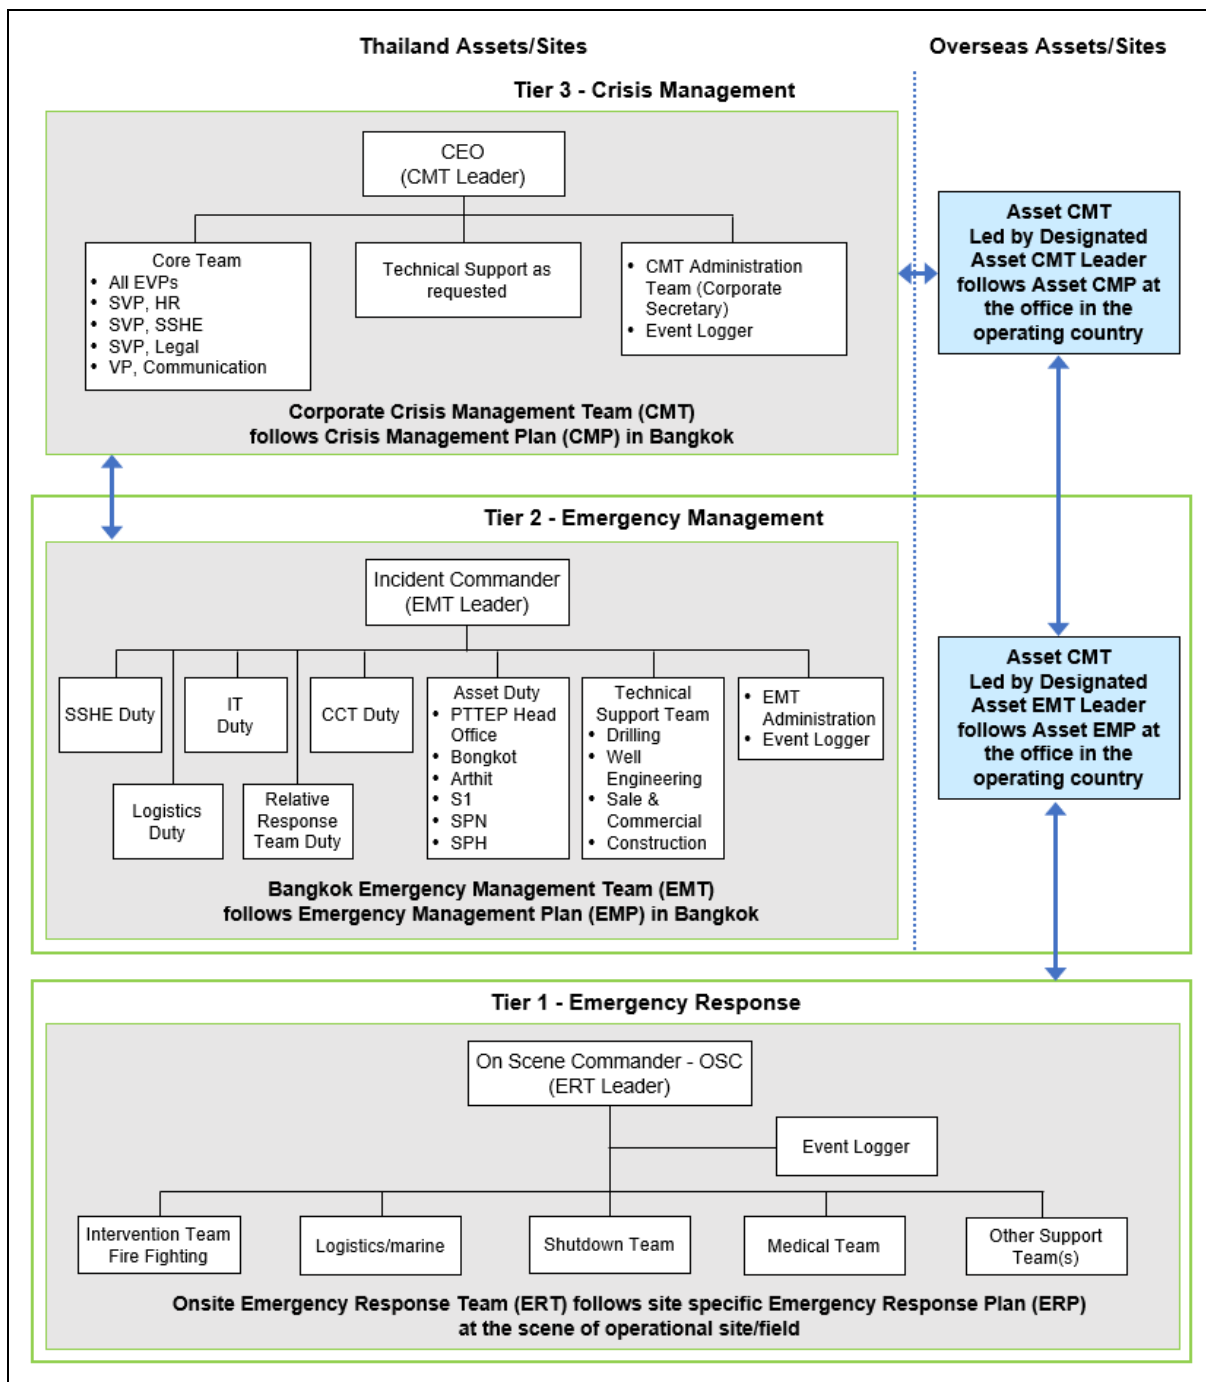 Thailand Assets/Sites
Overseas Assets/Sites
Tier 3 - Crisis Management
CEO
(CMT Leader)
Core Team
• All EVPs
• SVP, HR
• SVP, SSHE
• SVP, Legal
• VP, Communication
Technical Support as
requested
• CMT Administration
Team (Corporate
Secretary)
• Event Logger
Corporate Crisis Management Team (CMT)
follows Crisis Management Plan (CMP) in Bangkok
Asset CMT
Led by Designated
Asset CMT Leader
follows Asset CMP at
the office in the
operating country
Tier 2 - Emergency Management
Incident Commander
(EMT Leader)
SSHE Duty
Logistics
Duty
IT
Duty
Relative
Response
Team Duty
CCT Duty
Asset Duty
• PTTEP Head
Office
• Bongkot
• Arthit
• S1
• SPN
• SPH
Technical
Support Team
• Drilling
• Well
Engineering
• Sale &
Commercial
• Construction
• EMT
Administration
• Event Logger
Bangkok Emergency Management Team (EMT)
follows Emergency Management Plan (EMP) in Bangkok
Asset CMT
Led by Designated
Asset EMT Leader
follows Asset EMP at
the office in the
operating country
Tier 1 - Emergency Response
On Scene Commander - OSC
(ERT Leader)
Event Logger
Intervention Team
Fire Fighting
Logistics/marine
Shutdown Team
Medical Team
Other Support
Team(s)
Onsite Emergency Response Team (ERT) follows site specific Emergency Response Plan (ERP)
at the scene of operational site/field